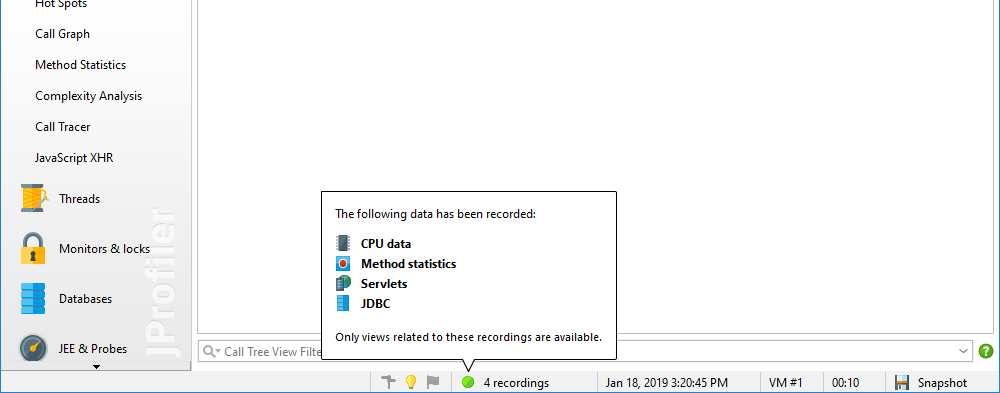 Hot Spots
Call Graph
Method Statistics
Complexity Analysis
Call Tracer
JavaScript XHR
Threads
Monitors & locks
Databases
JEE & Probes
JProfiler
The following data has been recorded:
CPU data
Method statistics
Servlets
JDBC
Only views related to these recordings are available.
Call Tree View Filte
4 recordings
Jan 18, 2019 3:20:45 PM
VM #1
00:10
Snapshot